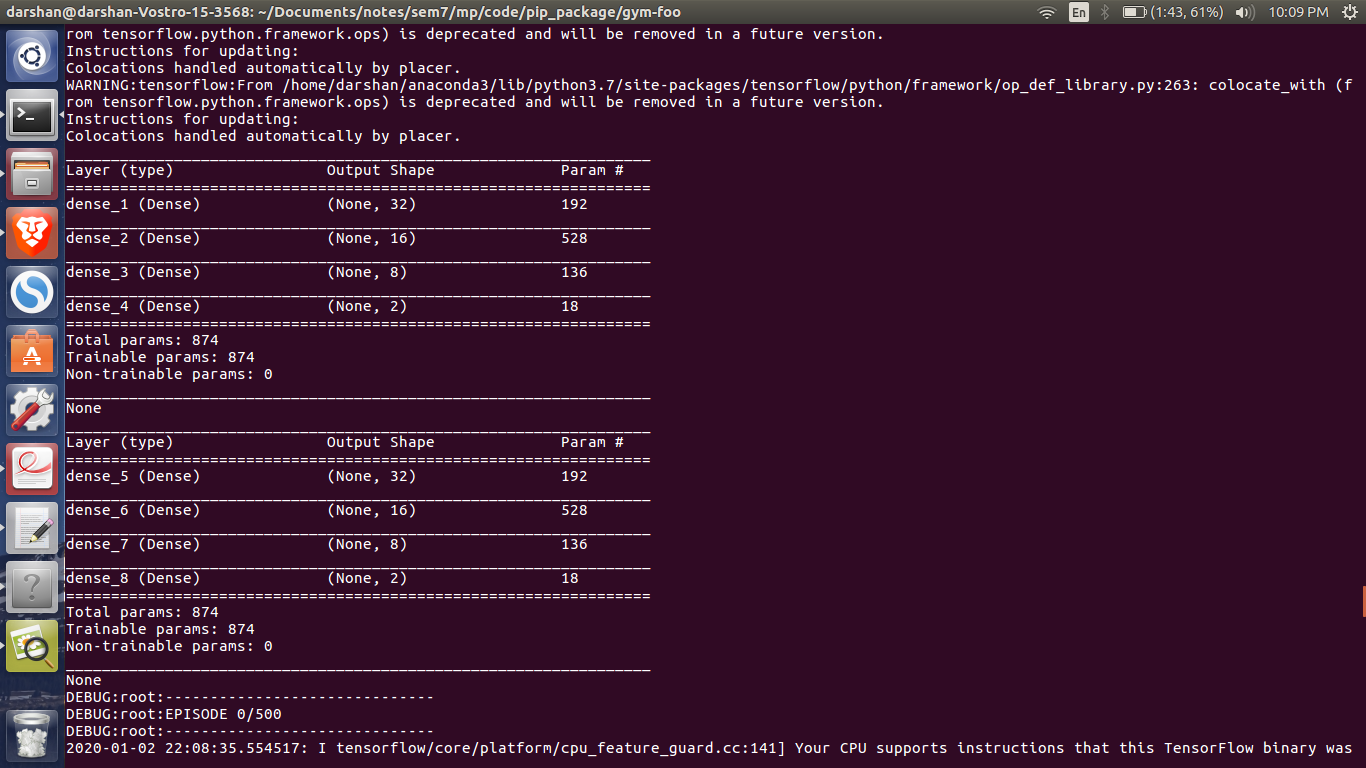 darshan@darshan-Vostro-15-3568: ~/Documents/notes/sem7/mp/code/pip_package/gym-foo
En (1:43, 61%) 10:09 PM
rom tensorflow.python.framework.ops) is deprecated and will be removed in a future version.
Instructions for updating:
Colocations handled automatically by placer.
WARNING:tensorflow:From /home/darshan/anaconda3/lib/python3.7/site-packages/tensorflow/python/framework/op_def_library.py:263: colocate_with (f
rom tensorflow.python.framework.ops) is deprecated and will be removed in a future version.
Instructions for updating:
Colocations handled automatically by placer.
_________________________________________________________________
Layer (type)                 Output Shape              Param #
=================================================================
dense_1 (Dense)              (None, 32)                192
_________________________________________________________________
dense_2 (Dense)              (None, 16)                528
_________________________________________________________________
dense_3 (Dense)              (None, 8)                 136
_________________________________________________________________
dense_4 (Dense)              (None, 2)                 18
=================================================================
Total params: 874
Trainable params: 874
Non-trainable params: 0
_________________________________________________________________
None
_________________________________________________________________
Layer (type)                 Output Shape              Param #
=================================================================
dense_5 (Dense)              (None, 32)                192
_________________________________________________________________
dense_6 (Dense)              (None, 16)                528
_________________________________________________________________
dense_7 (Dense)              (None, 8)                 136
_________________________________________________________________
dense_8 (Dense)              (None, 2)                 18
=================================================================
Total params: 874
Trainable params: 874
Non-trainable params: 0
_________________________________________________________________
None
DEBUG:root:------------------------------
DEBUG:root:EPISODE 0/500
DEBUG:root:------------------------------
2020-01-02 22:08:35.554517: I tensorflow/core/platform/cpu_feature_guard.cc:141] Your CPU supports instructions that this TensorFlow binary was